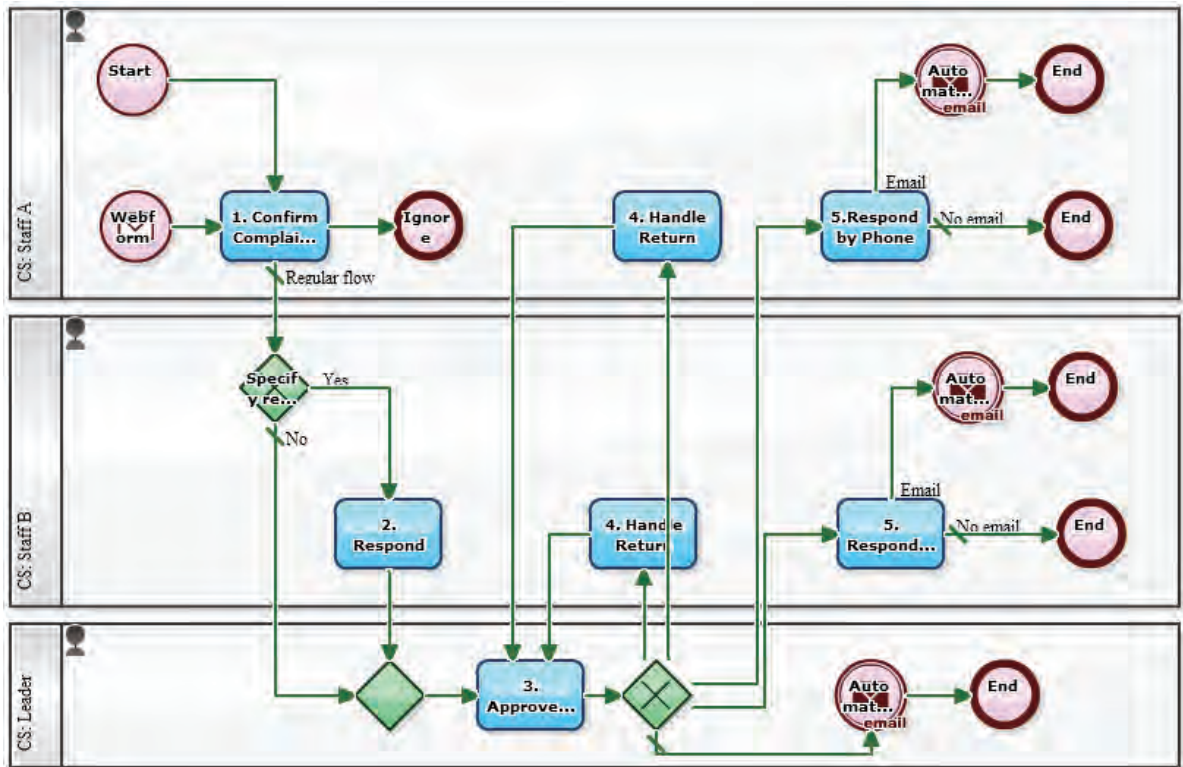 CS: Staff A
Start
Auto
mat...
email
End
Webf
orm
1. Confirm
Complai...
Ignor
e
4. Handle
Return
5.Respond
by Phone
Email
No email
End
Regular flow
CS: Staff B
Specif
y re...
Yes
No
Auto
mat...
email
End
2.
Respond
4. Handle
Return
5.
Respond...
Email
No email
End
CS: Leader
3.
Approve...
Auto
mat...
email
End